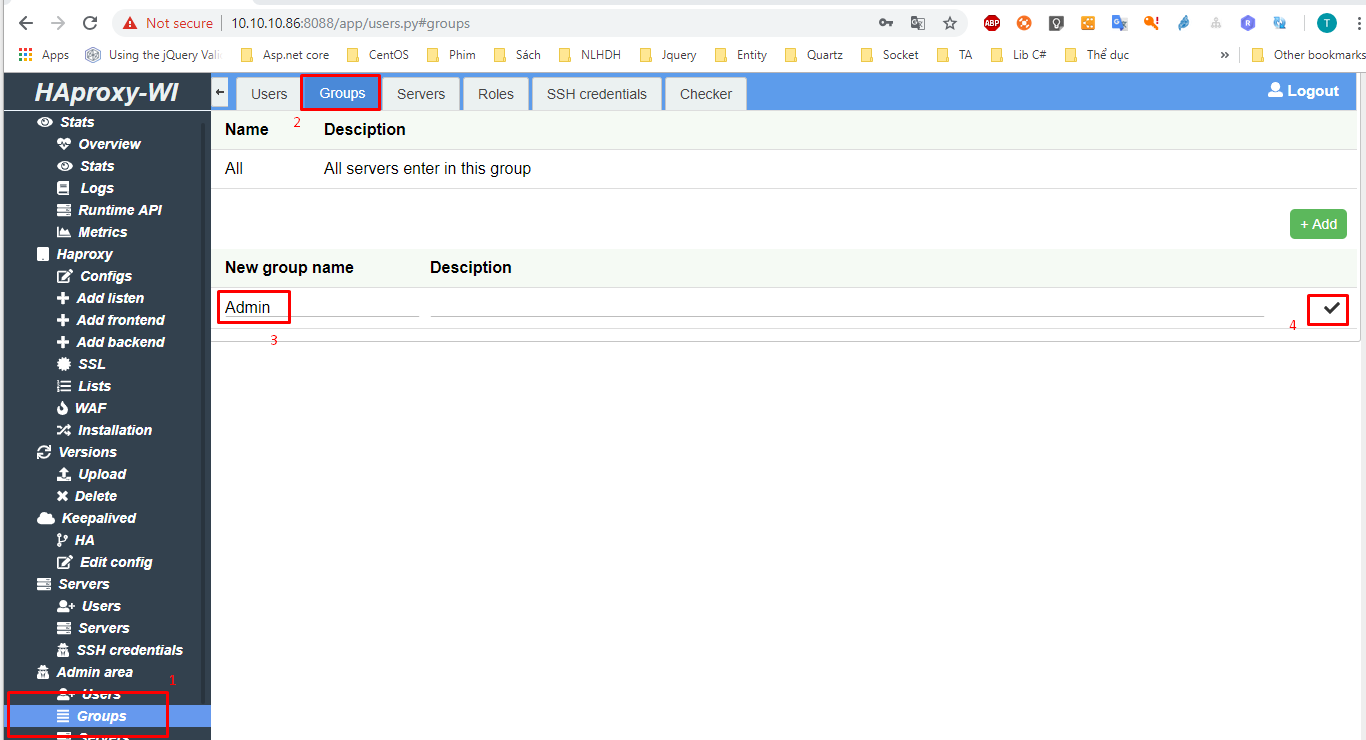 Not secure | 10.10.10.86:8088/app/users.py#groups
ABP
R
T
Apps
Using the jQuery Vali
Asp.net core
CentOS
Phim
Sách
NLHDH
Jquery
Entity
Quartz
Socket
TA
Lib C#
Thể dục
»
Other bookmarks
HAproxy-WI
Users
Groups
Servers
Roles
SSH credentials
Checker
Logout
2
Name
Desciption
All
All servers enter in this group
+ Add
New group name
Desciption
Admin
3
4
Stats
Overview
Stats
Logs
Runtime API
Metrics
Haproxy
Configs
Add listen
Add frontend
Add backend
SSL
Lists
WAF
Installation
Versions
Upload
Delete
Keepalived
HA
Edit config
Servers
Users
Servers
SSH credentials
Admin area
1
Users
Groups
Servers